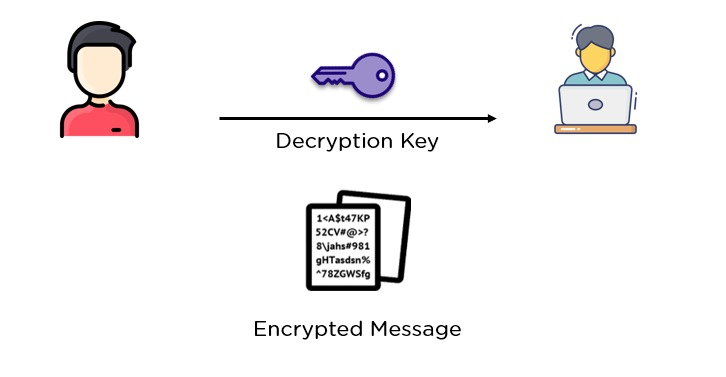 Decryption Key
1<A$t47KP
52CV#@>?
8\jahs#981
gHTasdsn%
^78ZGWSfg
Encrypted Message